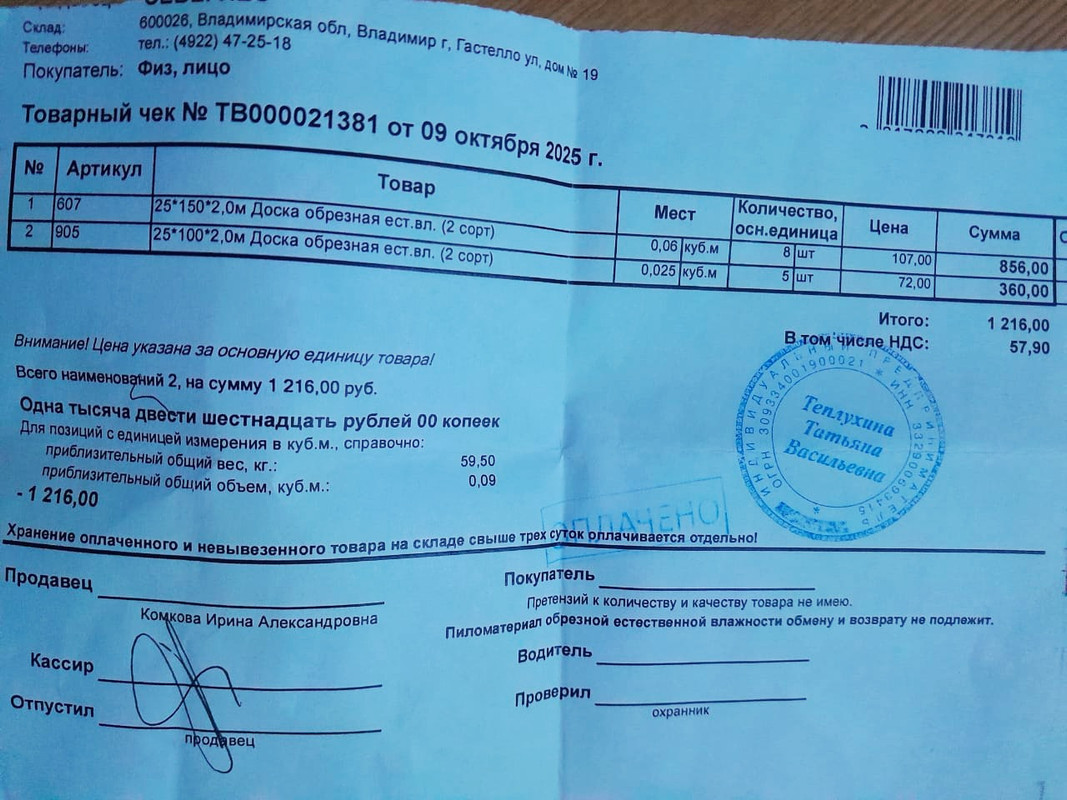 Склад: 600026, Владимирская обл, Владимир г, Гастелло ул, дом № 19
Телефоны: тел.: (4922) 47-25-18
Покупатель: Физ, лицо
Товарный чек № ТВ000021381 от 09 октября 2025 г.
№ Артикул Товар Мест Количество, осн.единица Цена Сумма
1 607 25*150*2,0м Доска обрезная ест.вл. (2 сорт) 0,06 куб.м 8 шт 107,00 856,00
2 905 25*100*2,0м Доска обрезная ест.вл. (2 сорт) 0,025 куб.м 5 шт 72,00 360,00
Итого: 1 216,00
В том числе НДС: 57,90
Внимание! Цена указана за основную единицу товара!
Всего наименований 2, на сумму 1 216,00 руб.
Одна тысяча двести шестнадцать рублей 00 копеек
Для позиций с единицей измерения в куб.м., справочно:
приблизительный общий вес, кг.: 59,50
приблизительный общий объем, куб.м.: 0,09
- 1 216,00
ИНДИВИДУАЛЬНЫЙ ПРЕДПРИНИМАТЕЛЬ
ОГРН 309334001900021 * ИНН
Теплухина
Татьяна
Васильевна
ОПЛАЧЕНО
Хранение оплаченного и невывезенного товара на складе свыше трех суток оплачивается отдельно!
Продавец
Комкова Ирина Александровна
Покупатель
Претензий к количеству и качеству товара не имею.
Пиломатериал обрезной естественной влажности обмену и возврату не подлежит.
Кассир
Водитель
Отпустил
продавец
Проверил
охранник